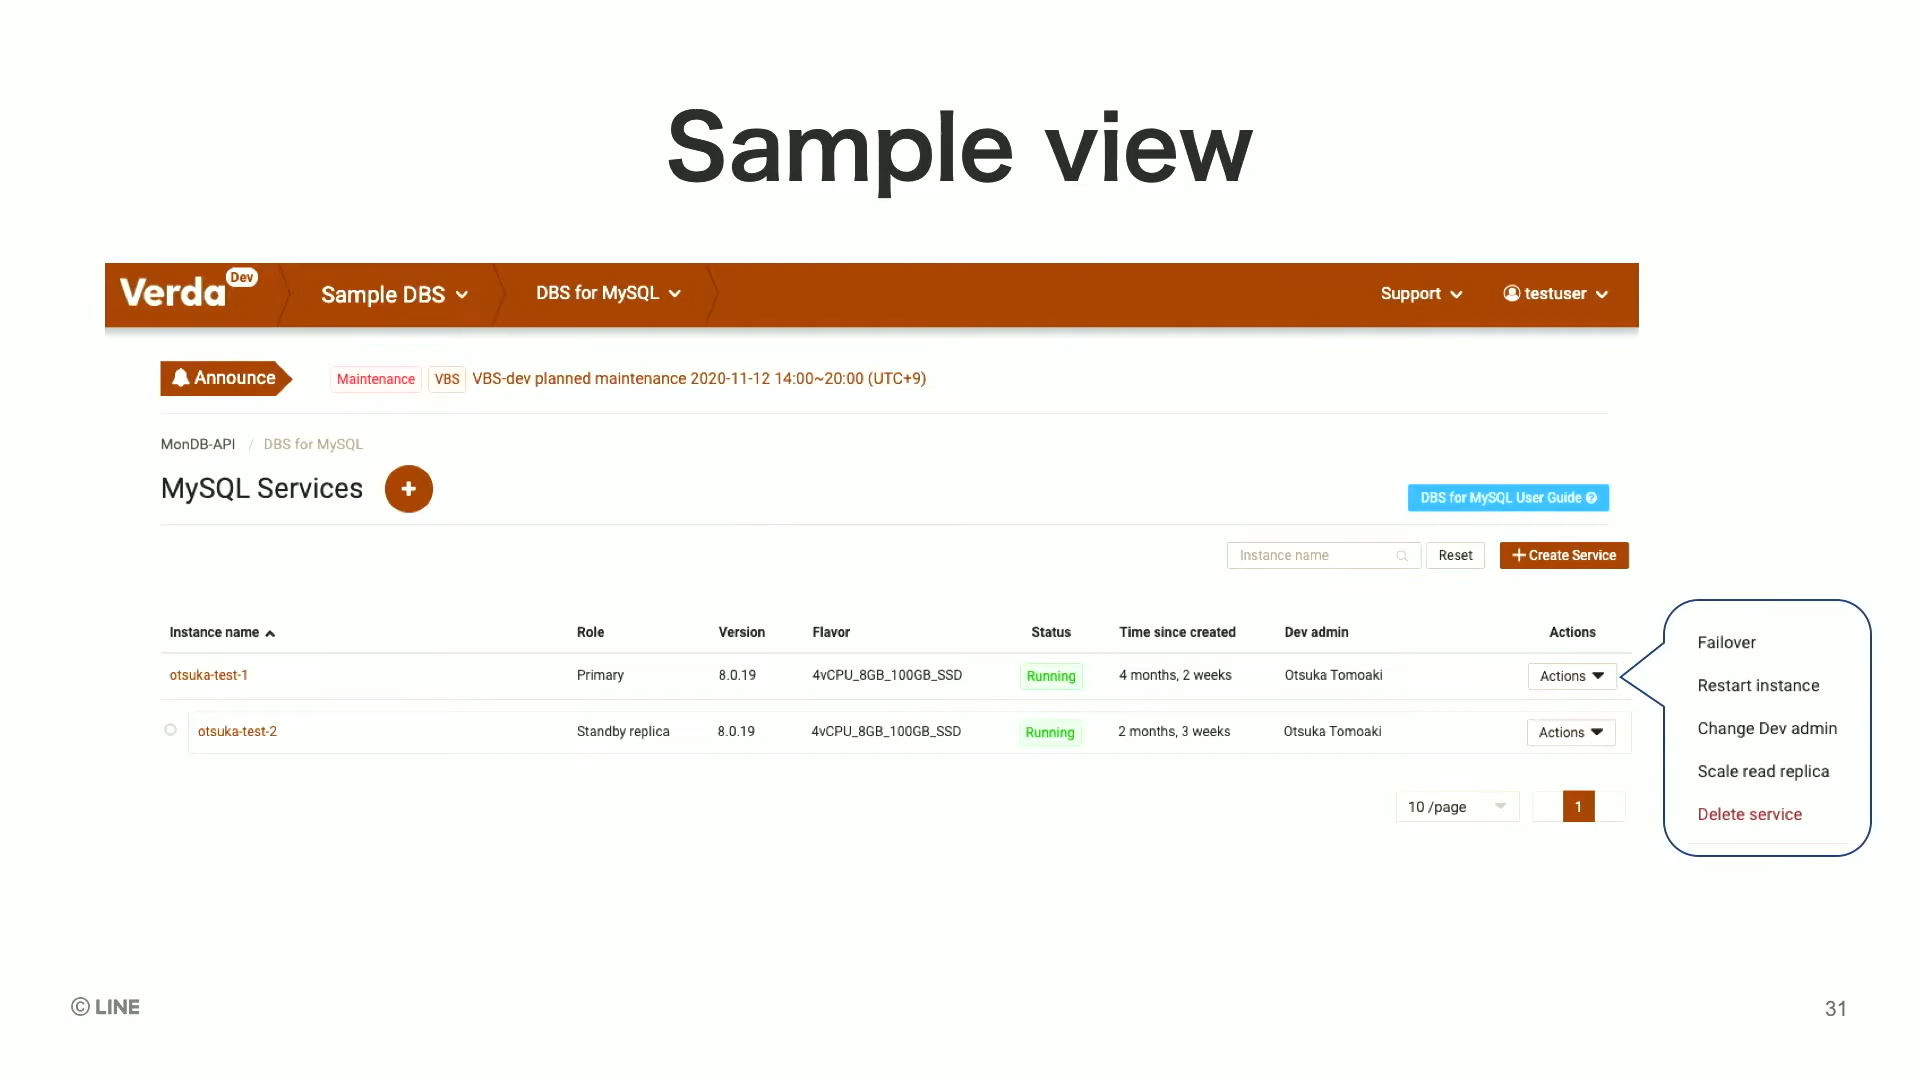 Sample view
Verda Dev Sample DBS DBS for MySQL Support testuser
Announce Maintenance VBS VBS-dev planned maintenance 2020-11-12 14:00~20:00 (UTC+9)
MonDB-API / DBS for MySQL
MySQL Services +
DBS for MySQL User Guide ?
Instance name Reset + Create Service
Instance name Role Version Flavor Status Time since created Dev admin Actions
otsuka-test-1 Primary 8.0.19 4vCPU_8GB_100GB_SSD Running 4 months, 2 weeks Otsuka Tomoaki Actions
otsuka-test-2 Standby replica 8.0.19 4vCPU_8GB_100GB_SSD Running 2 months, 3 weeks Otsuka Tomoaki Actions
10 /page 1
Failover
Restart instance
Change Dev admin
Scale read replica
Delete service
© LINE
31